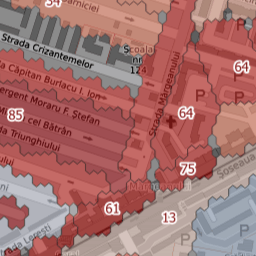 54
Strada Crizantemelor
Școala
nr.
124
Strada Mărgeanului
64
P
P
64
Căpitan Burlacu I. Ion
Sergent Moraru F. Ștefan
cel Bătrân
Triunghiului
85
75
Șoseaua
Mărgeanului
61
13
P
P
P